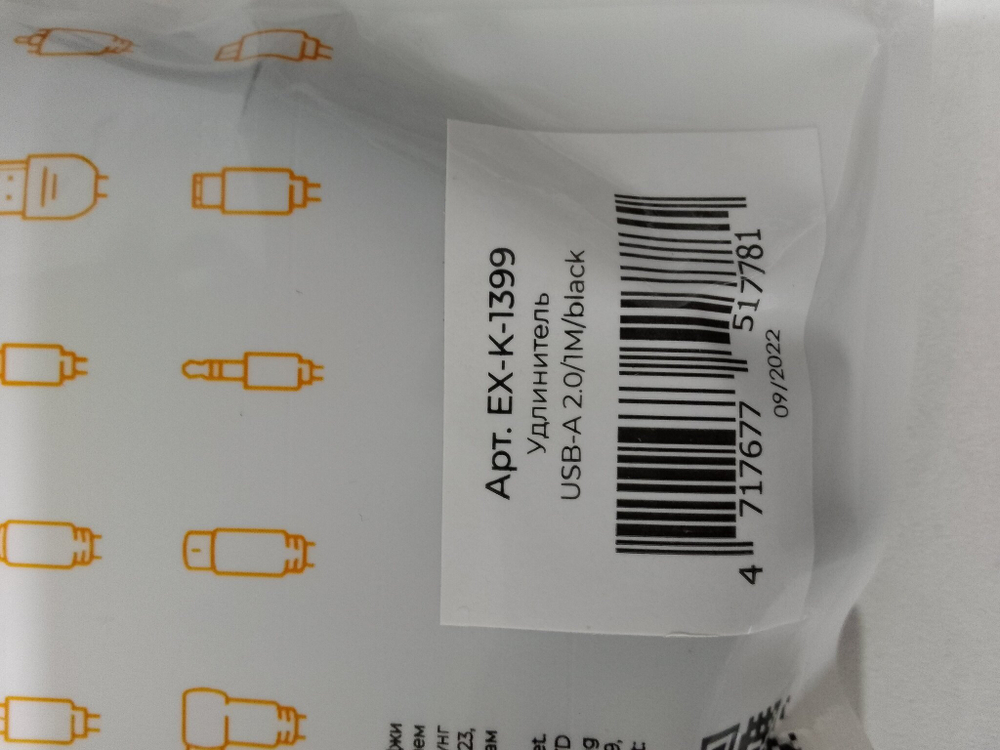 Арт. EX-K-1399
Удлинитель
USB-A 2.0/1M/black
4 717677 517781
09/2022